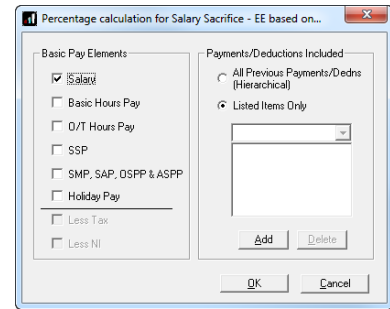 Percentage calculation for Salary Sacrifice - EE based on...
Basic Pay Elements
Salary
Basic Hours Pay
O/T Hours Pay
SSP
SMP, SAP, OSPP & ASPP
Holiday Pay
Less Tax
Less NI
Payments/Deductions Included
All Previous Payments/Dedns
(Hierarchical)
Listed Items Only
Add
Delete
OK
Cancel